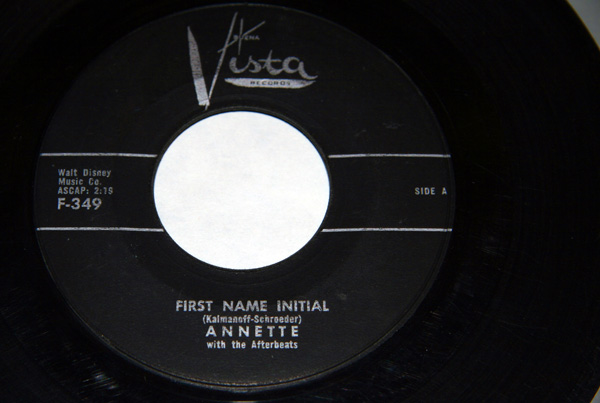 BUENA
Vista
RECORDS
Walt Disney
Music Co.
ASCAP: 2:15
F-349
SIDE A
FIRST NAME INITIAL
(Kalmanoff-Schroeder)
ANNETTE
with the Afterbeats